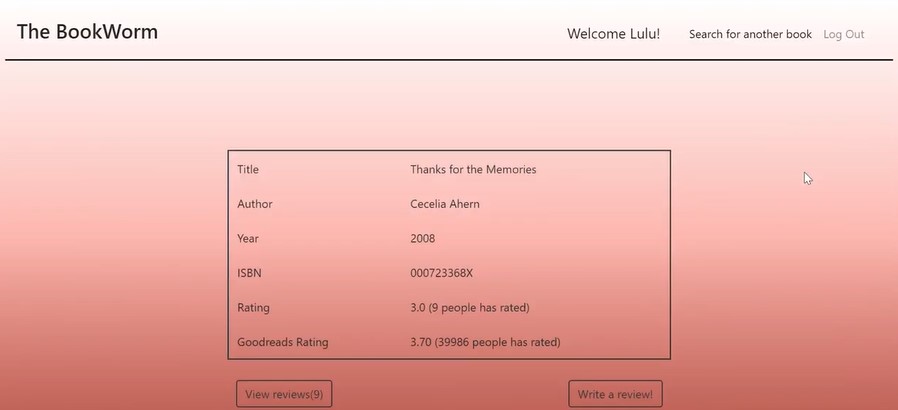 The BookWorm Welcome Lulu! Search for another book Log Out
Title Thanks for the Memories
Author Cecelia Ahern
Year 2008
ISBN 000723368X
Rating 3.0 (9 people has rated)
Goodreads Rating 3.70 (39986 people has rated)
View reviews(9) Write a review!